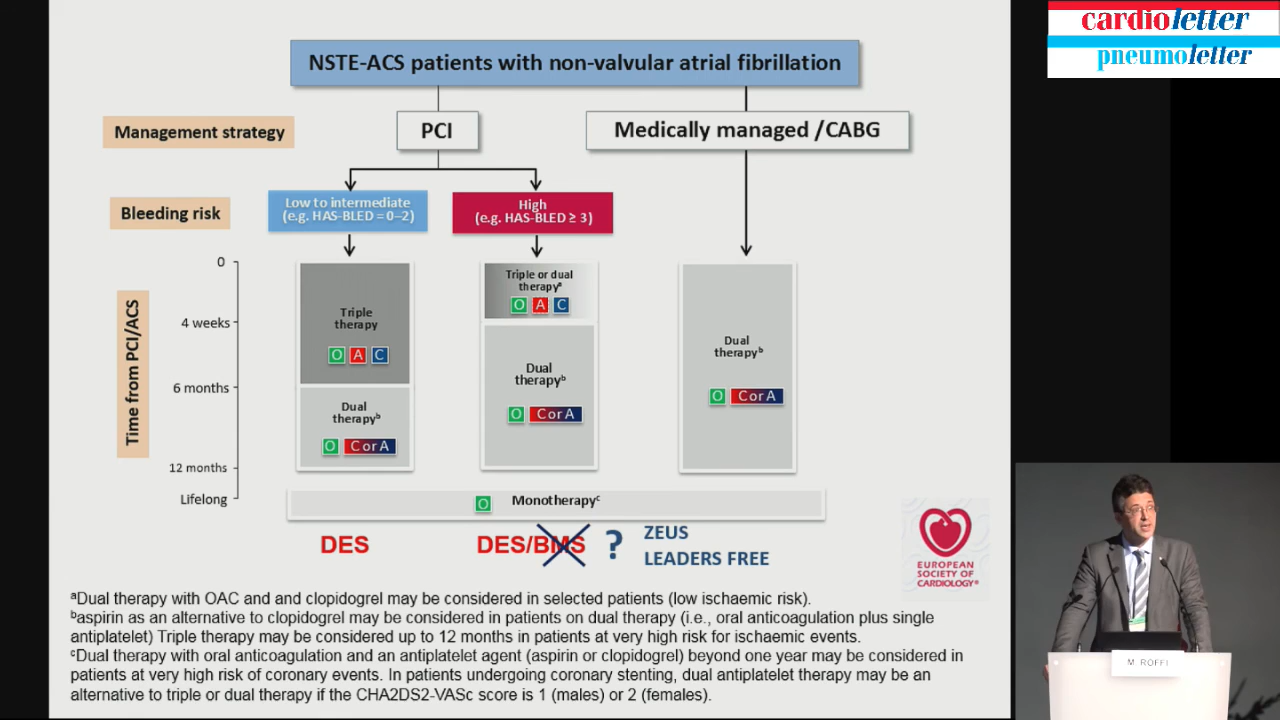 cardioletter
pneumoletter
NSTE-ACS patients with non-valvular atrial fibrillation
Management strategy
PCI
Medically managed /CABG
Bleeding risk
Low to intermediate
(e.g. HAS-BLED = 0–2)
High
(e.g. HAS-BLED ≥ 3)
Time from PCI/ACS
0
4 weeks
6 months
12 months
Lifelong
Triple
therapy
O A C
Dual
therapyᵇ
O C or A
Triple or dual
therapyᵃ
O A C
Dual
therapyᵇ
O C or A
Dual
therapyᵇ
O C or A
O Monotherapyᶜ
DES
DES/BMS
?
ZEUS
LEADERS FREE
EUROPEAN
SOCIETY OF
CARDIOLOGY®
ᵃDual therapy with OAC and and clopidogrel may be considered in selected patients (low ischaemic risk).
ᵇaspirin as an alternative to clopidogrel may be considered in patients on dual therapy (i.e., oral anticoagulation plus single
antiplatelet) Triple therapy may be considered up to 12 months in patients at very high risk for ischaemic events.
ᶜDual therapy with oral anticoagulation and an antiplatelet agent (aspirin or clopidogrel) beyond one year may be considered in
patients at very high risk of coronary events. In patients undergoing coronary stenting, dual antiplatelet therapy may be an
alternative to triple or dual therapy if the CHA2DS2-VASc score is 1 (males) or 2 (females).
M. ROFFI